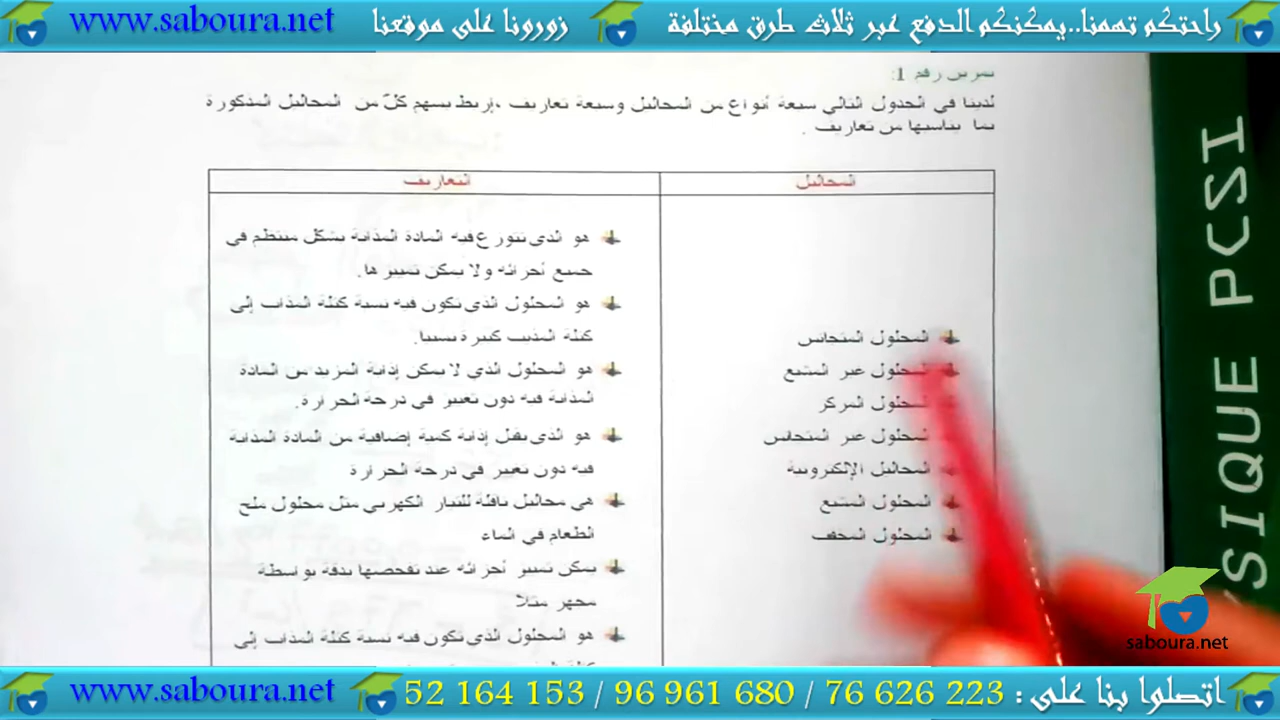 راحتكم تهمنا..يمكنكم الدفع عبر ثلاث طرق مختلفة
زورونا على موقعنا
www.saboura.net
تمرين رقم 1:
لدينا في الجدول التالي سبعة أنواع من المحاليل وسبعة تعاريف ،إربط بسهم كلّ من المحاليل المذكورة
بما يناسبها من تعاريف .
المحاليل
التعاريف
المحلول المتجانس
المحلول غير المشبع
المحلول المركز
المحلول غير المتجانس
المحاليل الإلكترونية
المحلول المشبع
المحلول المخفف
هو الذي تتوزع فيه المادة المذابة بشكل منتظم في
جميع أجزائه ولا يمكن تمييزها.
هو المحلول الذي تكون فيه نسبة كتلة المذاب إلى
كتلة المذيب كبيرة نسبيا.
هو المحلول الذي لا يمكن إذابة المزيد من المادة
المذابة فيه دون تغيير في درجة الحرارة.
هو الذي يقبل إذابة كمية إضافية من المادة المذابة
فيه دون تغيير في درجة الحرارة
هي محاليل ناقلة للتيار الكهربي مثل محلول ملح
الطعام في الماء
يمكن تمييز أجزائه عند تفحصها بدقة بواسطة
مجهر مثلا
هو المحلول الذي تكون فيه نسبة كتلة المذاب إلى
SIQUE PCSI
saboura.net
اتصلوا بنا على : 52 164 153 / 96 961 680 / 76 626 223
www.saboura.net